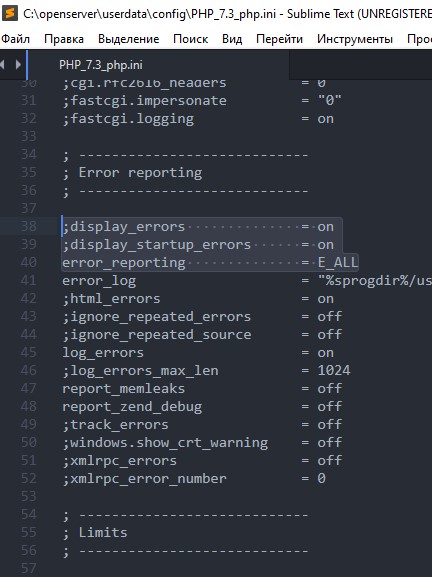 C:\openserver\userdata\config\PHP_7.3_php.ini - Sublime Text (UNREGISTERE
Файл Правка Выделение Поиск Вид Перейти Инструменты Прое
PHP_7.3_php.ini
30 ;cgi.rfc2616_headers = 0
31 ;fastcgi.impersonate = "0"
32 ;fastcgi.logging = on
33
34 ; ----------------------------
35 ; Error reporting
36 ; ----------------------------
37
38 ;display_errors = on
39 ;display_startup_errors = on
40 error_reporting = E_ALL
41 error_log = "%sprogdir%/us
42 ;html_errors = on
43 ;ignore_repeated_errors = off
44 ;ignore_repeated_source = off
45 log_errors = on
46 ;log_errors_max_len = 1024
47 report_memleaks = off
48 report_zend_debug = off
49 ;track_errors = off
50 ;windows.show_crt_warning = off
51 ;xmlrpc_errors = off
52 ;xmlrpc_error_number = 0
53
54 ; ----------------------------
55 ; Limits
56 ; ----------------------------
57